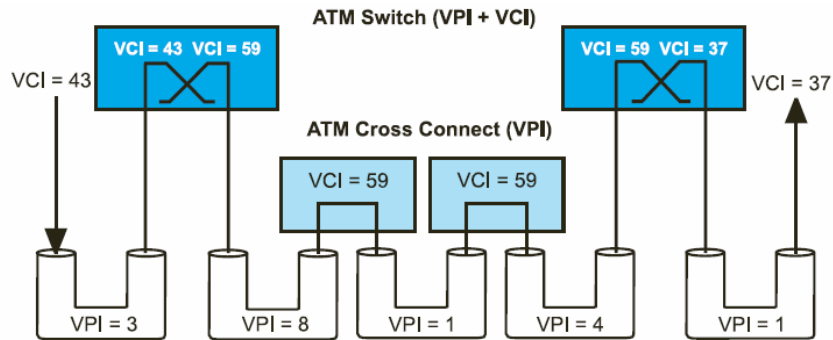 ATM Switch (VPI + VCI)
VCI = 43 VCI = 59
VCI = 59 VCI = 37
VCI = 43
VCI = 37
ATM Cross Connect (VPI)
VCI = 59
VCI = 59
VPI = 3
VPI = 8
VPI = 1
VPI = 4
VPI = 1